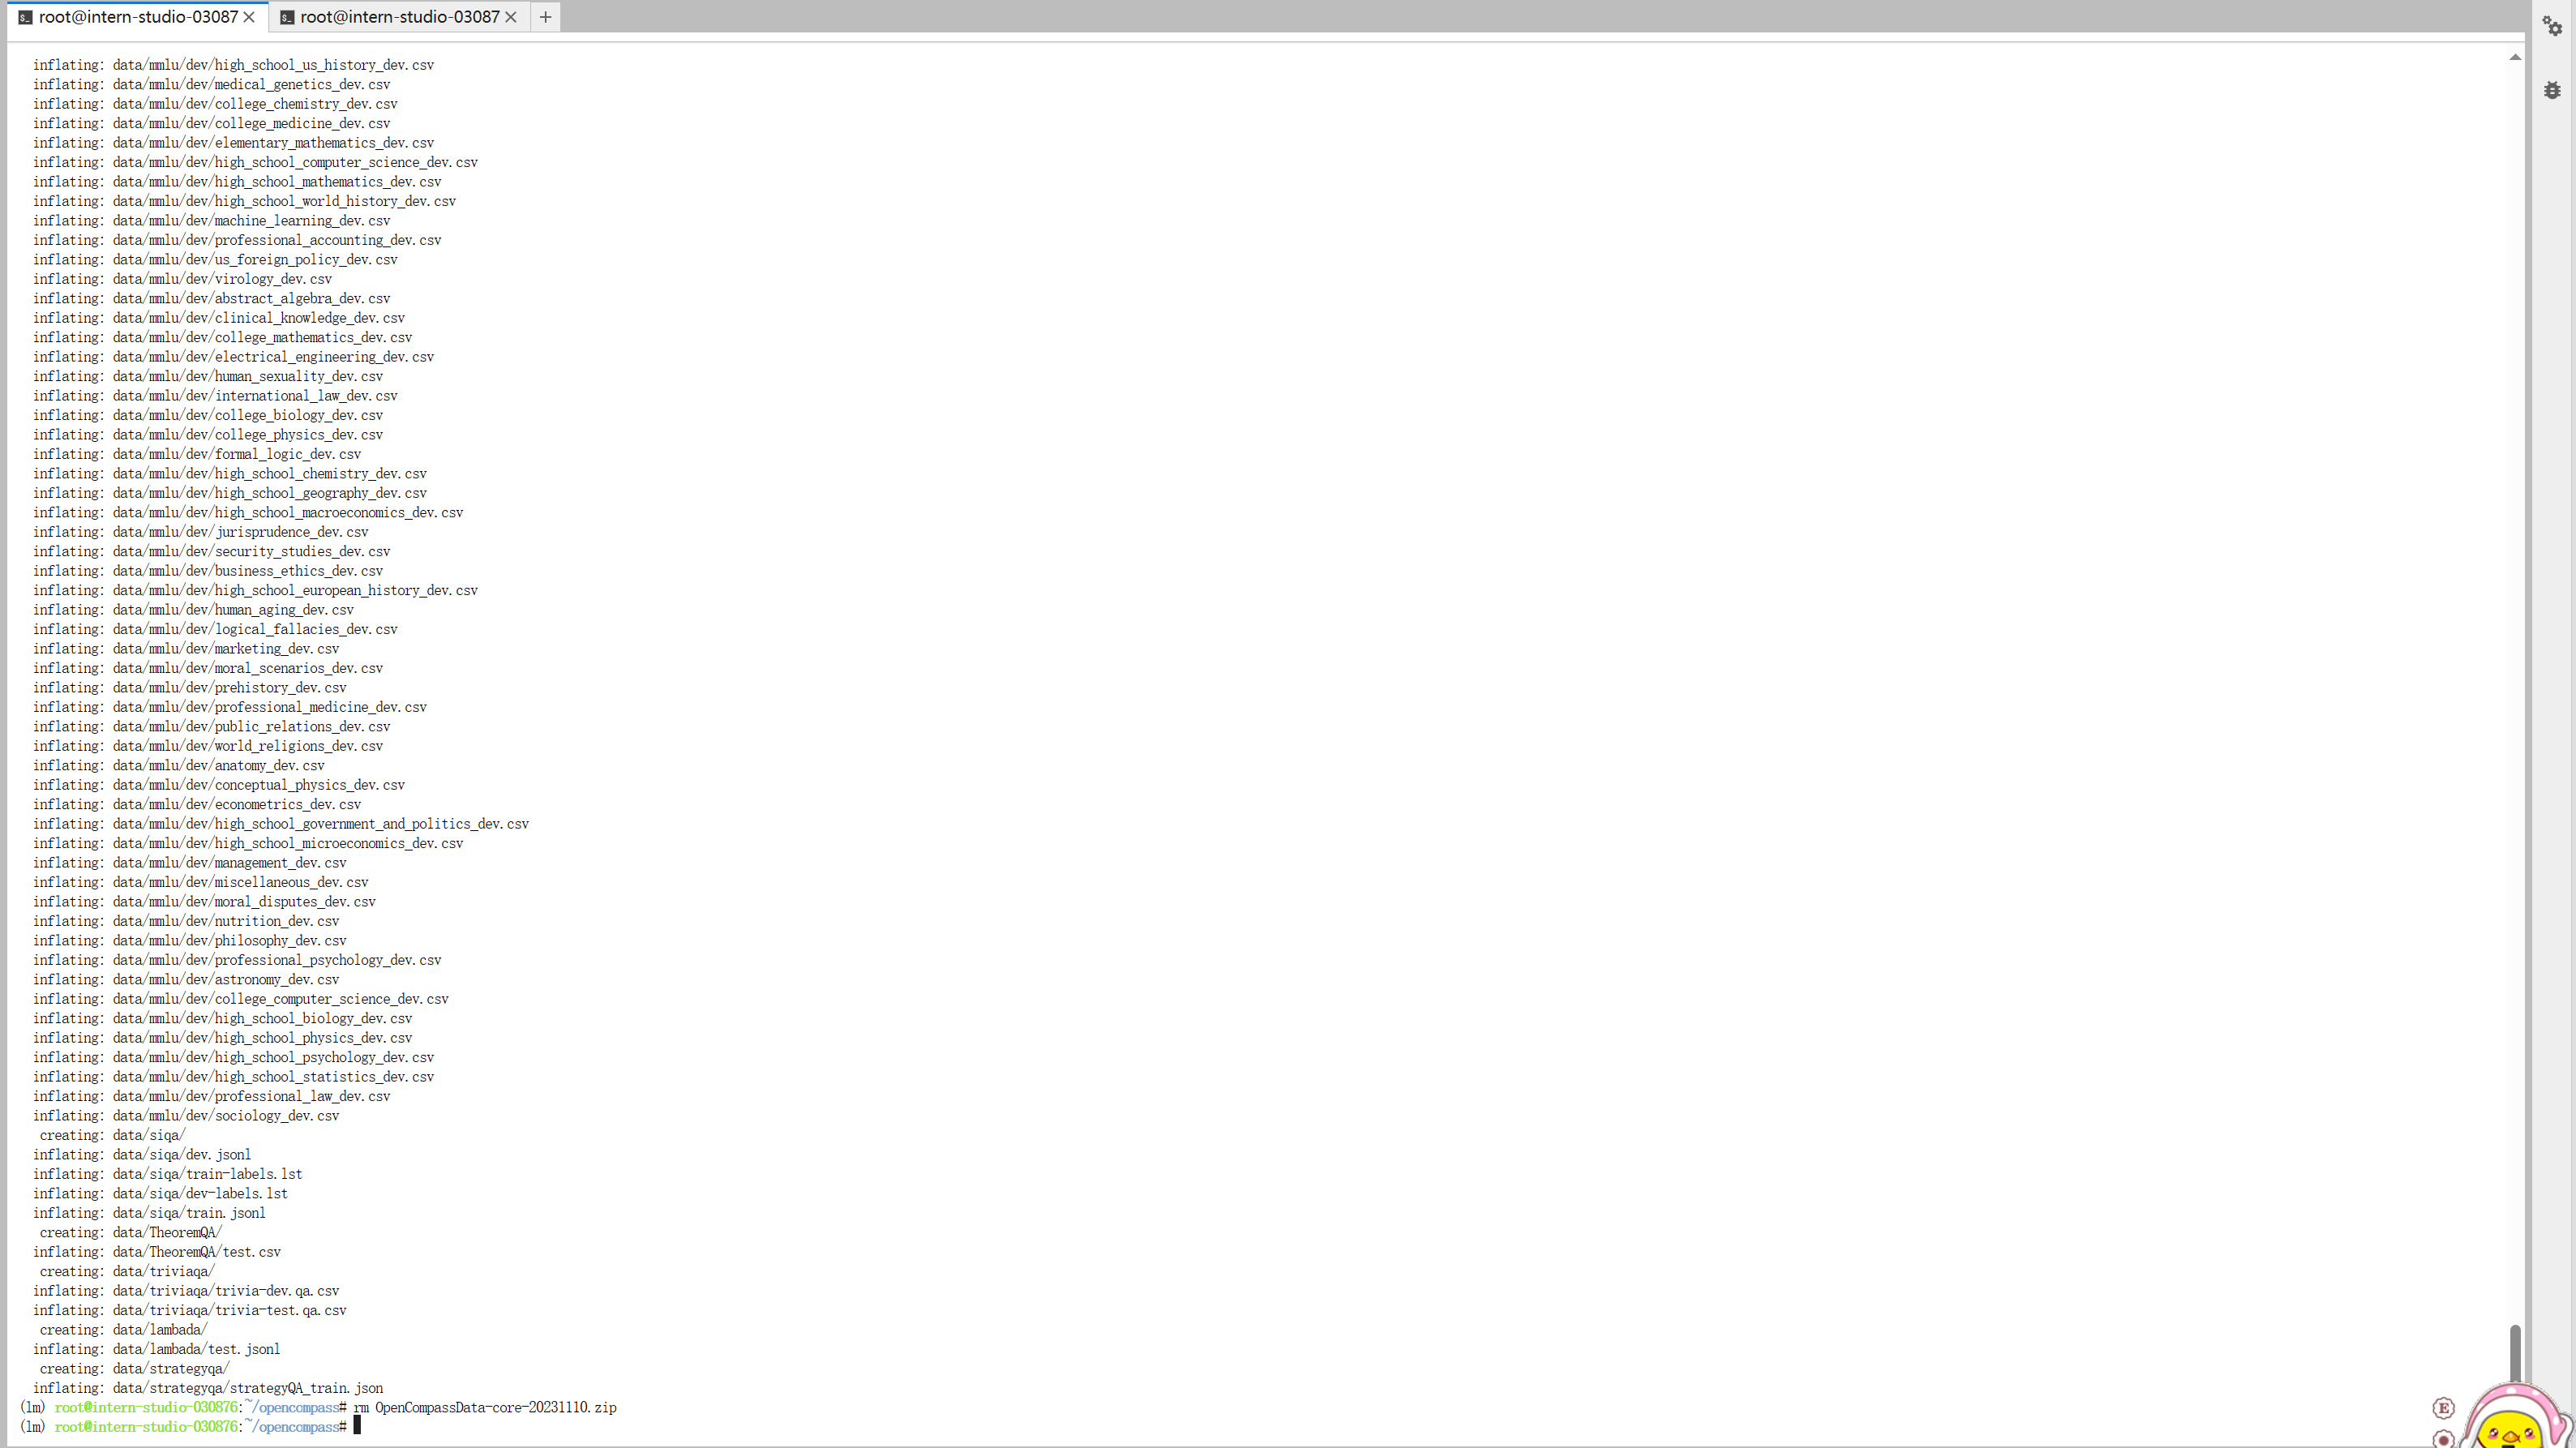 root@intern-studio-03087
root@intern-studio-03087
inflating: data/mmlu/dev/high_school_us_history_dev.csv
inflating: data/mmlu/dev/medical_genetics_dev.csv
inflating: data/mmlu/dev/college_chemistry_dev.csv
inflating: data/mmlu/dev/college_medicine_dev.csv
inflating: data/mmlu/dev/elementary_mathematics_dev.csv
inflating: data/mmlu/dev/high_school_computer_science_dev.csv
inflating: data/mmlu/dev/high_school_mathematics_dev.csv
inflating: data/mmlu/dev/high_school_world_history_dev.csv
inflating: data/mmlu/dev/machine_learning_dev.csv
inflating: data/mmlu/dev/professional_accounting_dev.csv
inflating: data/mmlu/dev/us_foreign_policy_dev.csv
inflating: data/mmlu/dev/virology_dev.csv
inflating: data/mmlu/dev/abstract_algebra_dev.csv
inflating: data/mmlu/dev/clinical_knowledge_dev.csv
inflating: data/mmlu/dev/college_mathematics_dev.csv
inflating: data/mmlu/dev/electrical_engineering_dev.csv
inflating: data/mmlu/dev/human_sexuality_dev.csv
inflating: data/mmlu/dev/international_law_dev.csv
inflating: data/mmlu/dev/college_biology_dev.csv
inflating: data/mmlu/dev/college_physics_dev.csv
inflating: data/mmlu/dev/formal_logic_dev.csv
inflating: data/mmlu/dev/high_school_chemistry_dev.csv
inflating: data/mmlu/dev/high_school_geography_dev.csv
inflating: data/mmlu/dev/high_school_macroeconomics_dev.csv
inflating: data/mmlu/dev/jurisprudence_dev.csv
inflating: data/mmlu/dev/security_studies_dev.csv
inflating: data/mmlu/dev/business_ethics_dev.csv
inflating: data/mmlu/dev/high_school_european_history_dev.csv
inflating: data/mmlu/dev/human_aging_dev.csv
inflating: data/mmlu/dev/logical_fallacies_dev.csv
inflating: data/mmlu/dev/marketing_dev.csv
inflating: data/mmlu/dev/moral_scenarios_dev.csv
inflating: data/mmlu/dev/prehistory_dev.csv
inflating: data/mmlu/dev/professional_medicine_dev.csv
inflating: data/mmlu/dev/public_relations_dev.csv
inflating: data/mmlu/dev/world_religions_dev.csv
inflating: data/mmlu/dev/anatomy_dev.csv
inflating: data/mmlu/dev/conceptual_physics_dev.csv
inflating: data/mmlu/dev/econometrics_dev.csv
inflating: data/mmlu/dev/high_school_government_and_politics_dev.csv
inflating: data/mmlu/dev/high_school_microeconomics_dev.csv
inflating: data/mmlu/dev/management_dev.csv
inflating: data/mmlu/dev/miscellaneous_dev.csv
inflating: data/mmlu/dev/moral_disputes_dev.csv
inflating: data/mmlu/dev/nutrition_dev.csv
inflating: data/mmlu/dev/philosophy_dev.csv
inflating: data/mmlu/dev/professional_psychology_dev.csv
inflating: data/mmlu/dev/astronomy_dev.csv
inflating: data/mmlu/dev/college_computer_science_dev.csv
inflating: data/mmlu/dev/high_school_biology_dev.csv
inflating: data/mmlu/dev/high_school_physics_dev.csv
inflating: data/mmlu/dev/high_school_psychology_dev.csv
inflating: data/mmlu/dev/high_school_statistics_dev.csv
inflating: data/mmlu/dev/professional_law_dev.csv
inflating: data/mmlu/dev/sociology_dev.csv
creating: data/siqa/
inflating: data/siqa/dev.jsonl
inflating: data/siqa/train-labels.lst
inflating: data/siqa/dev-labels.lst
inflating: data/siqa/train.jsonl
creating: data/TheoremQA/
inflating: data/TheoremQA/test.csv
creating: data/triviaqa/
inflating: data/triviaqa/trivia-dev.qa.csv
inflating: data/triviaqa/trivia-test.qa.csv
creating: data/lambada/
inflating: data/lambada/test.jsonl
creating: data/strategyqa/
inflating: data/strategyqa/strategyQA_train.json
(lm) root@intern-studio-030876:~/opencompass# rm OpenCompassData-core-20231110.zip
(lm) root@intern-studio-030876:~/opencompass#
E